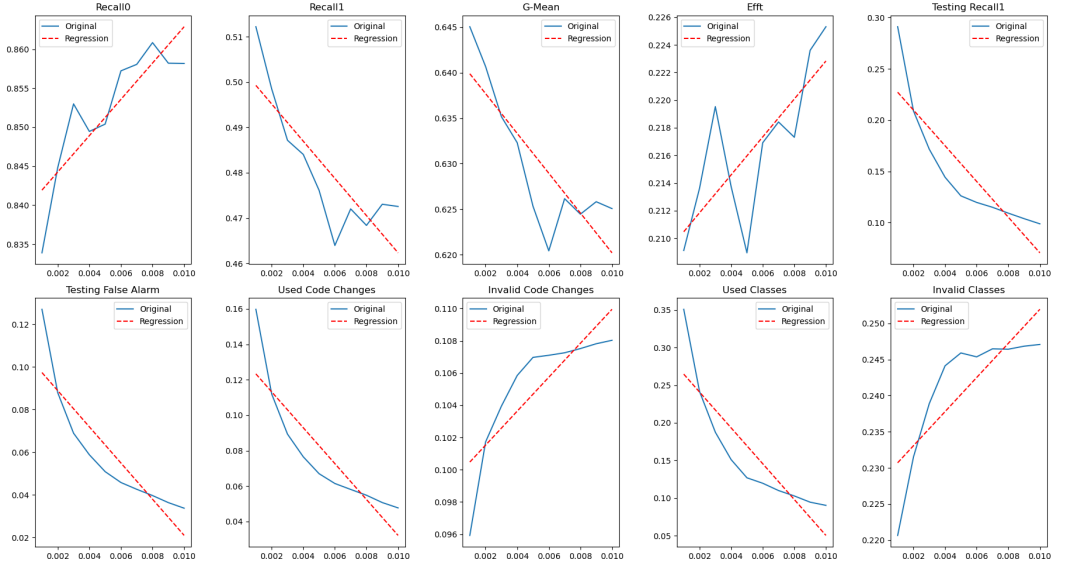 Recall0
Original
Regression
0.860
0.855
0.850
0.845
0.840
0.835
0.002 0.004 0.006 0.008 0.010
Recall1
Original
Regression
0.51
0.50
0.49
0.48
0.47
0.46
0.002 0.004 0.006 0.008 0.010
G-Mean
Original
Regression
0.645
0.640
0.635
0.630
0.625
0.620
0.002 0.004 0.006 0.008 0.010
Efft
Original
Regression
0.226
0.224
0.222
0.220
0.218
0.216
0.214
0.212
0.210
0.002 0.004 0.006 0.008 0.010
Testing Recall1
Original
Regression
0.30
0.25
0.20
0.15
0.10
0.002 0.004 0.006 0.008 0.010
Testing False Alarm
Original
Regression
0.12
0.10
0.08
0.06
0.04
0.02
0.002 0.004 0.006 0.008 0.010
Used Code Changes
Original
Regression
0.16
0.14
0.12
0.10
0.08
0.06
0.04
0.002 0.004 0.006 0.008 0.010
Invalid Code Changes
Original
Regression
0.110
0.108
0.106
0.104
0.102
0.100
0.098
0.096
0.002 0.004 0.006 0.008 0.010
Used Classes
Original
Regression
0.35
0.30
0.25
0.20
0.15
0.10
0.05
0.002 0.004 0.006 0.008 0.010
Invalid Classes
Original
Regression
0.250
0.245
0.240
0.235
0.230
0.225
0.220
0.002 0.004 0.006 0.008 0.010